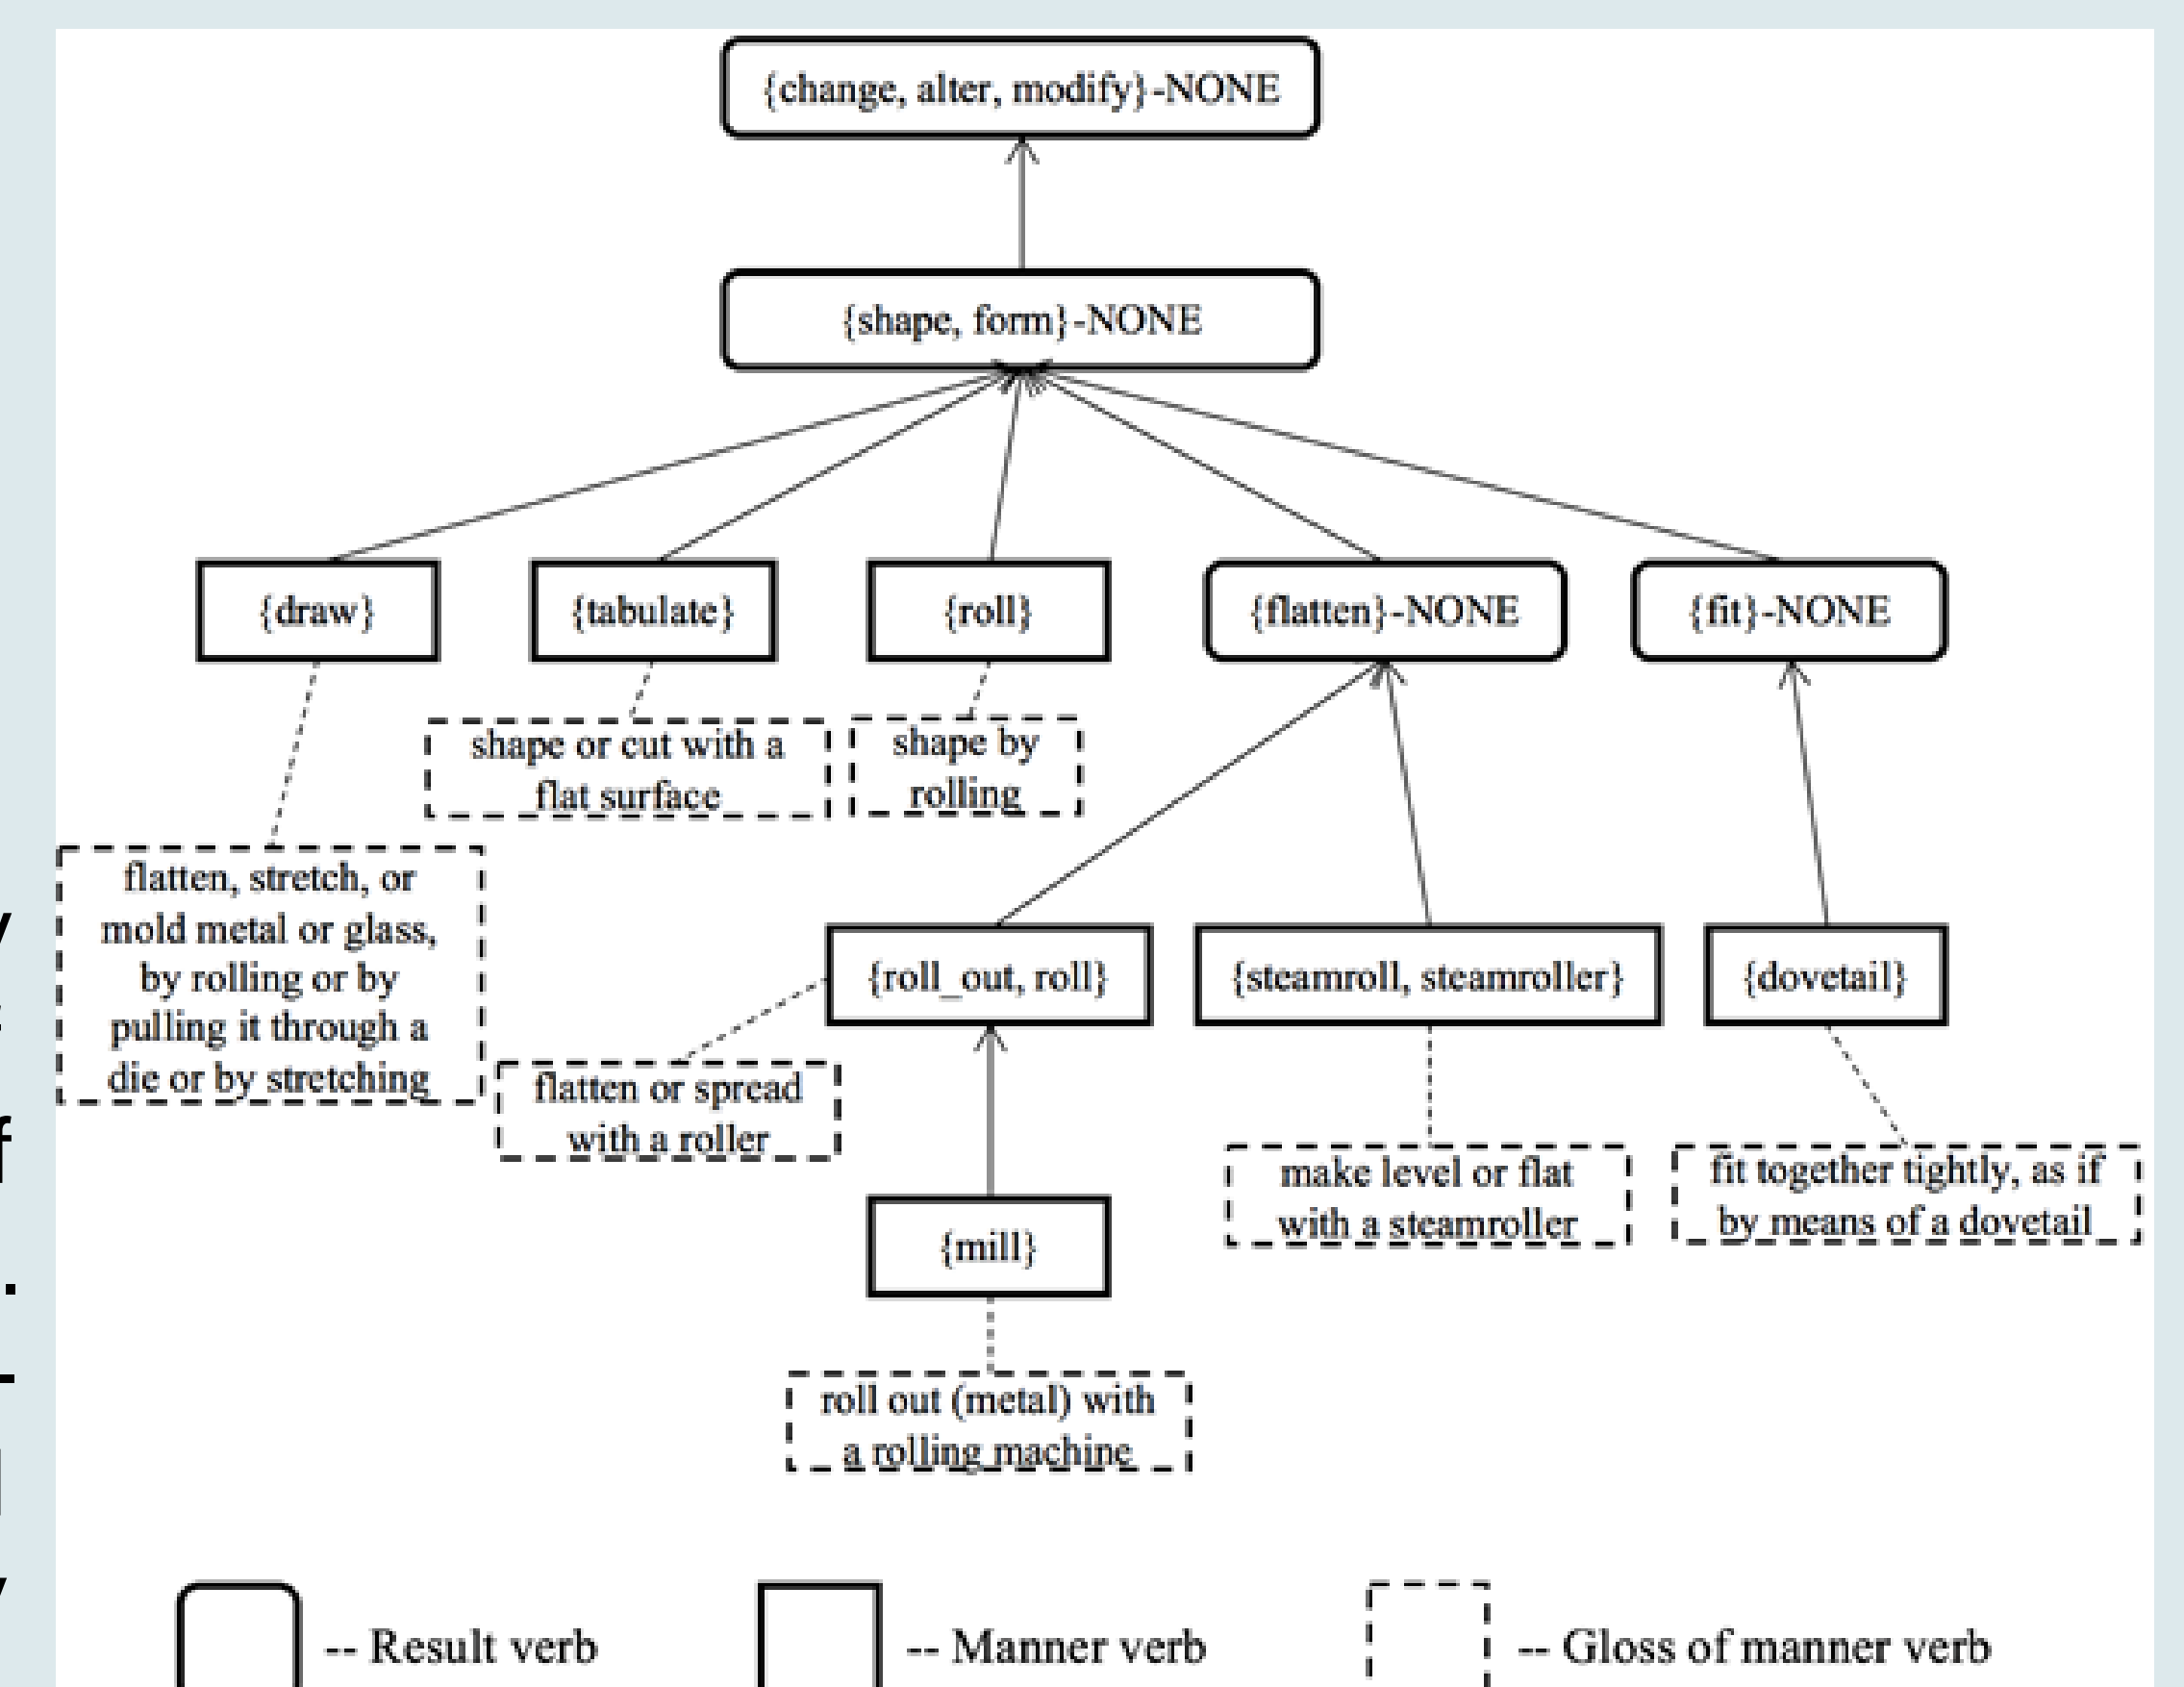 {change, alter, modify}-NONE
{shape, form}-NONE
{draw}
{tabulate}
{roll}
{flatten}-NONE
{fit}-NONE
shape or cut with a
flat surface
shape by
rolling
flatten, stretch, or
mold metal or glass,
by rolling or by
pulling it through a
die or by stretching
{roll_out, roll}
{steamroll, steamroller}
{dovetail}
flatten or spread
with a roller
make level or flat
with a steamroller
fit together tightly, as if
by means of a dovetail
{mill}
roll out (metal) with
a rolling machine
-- Result verb
-- Manner verb
-- Gloss of manner verb